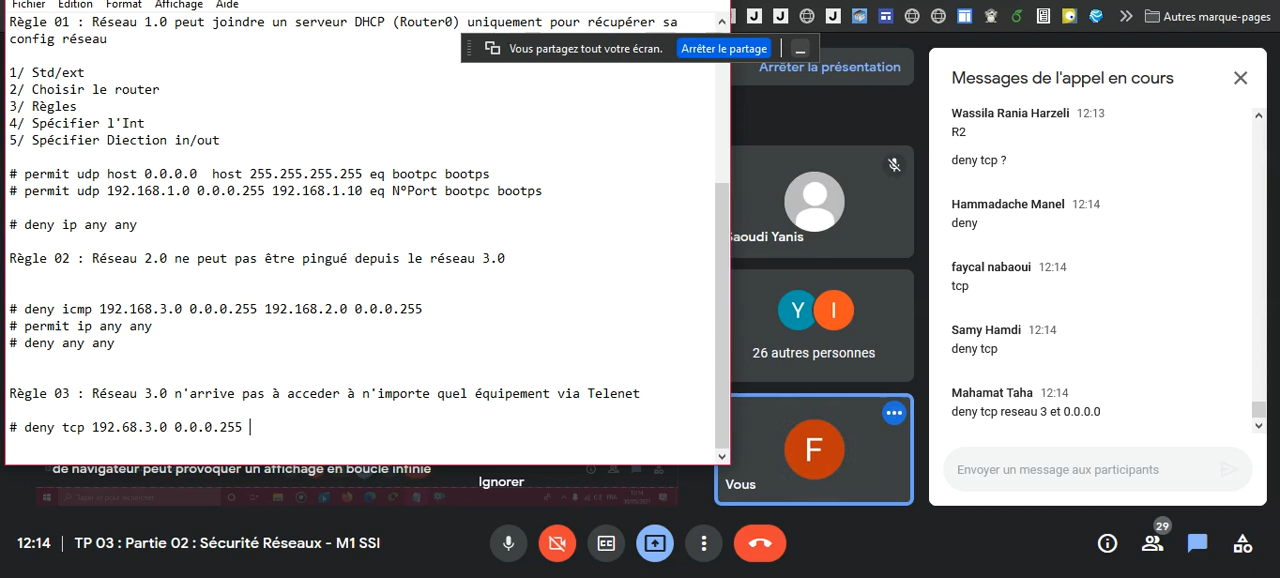 Fichier Edition Format Affichage Aide
Règle 01 : Réseau 1.0 peut joindre un serveur DHCP (Router0) uniquement pour récupérer sa
config réseau
1/ Std/ext
2/ Choisir le router
3/ Règles
4/ Spécifier l'Int
5/ Spécifier Diection in/out
# permit udp host 0.0.0.0 host 255.255.255.255 eq bootpc bootps
# permit udp 192.168.1.0 0.0.0.255 192.168.1.10 eq N°Port bootpc bootps
# deny ip any any
Règle 02 : Réseau 2.0 ne peut pas être pingué depuis le réseau 3.0
# deny icmp 192.168.3.0 0.0.0.255 192.168.2.0 0.0.0.255
# permit ip any any
# deny any any
Règle 03 : Réseau 3.0 n'arrive pas à acceder à n'importe quel équipement via Telenet
# deny tcp 192.68.3.0 0.0.0.255
Vous partagez tout votre écran.
Arrêter le partage
J
J
J
Autres marque-pages
Arrêter la présentation
Saoudi Yanis
Y
I
26 autres personnes
F
Vous
de navigateur peut provoquer un affichage en boucle infinie
Ignorer
Messages de l'appel en cours
Wassila Rania Harzeli 12:13
R2
deny tcp ?
Hammadache Manel 12:14
deny
faycal nabaoui 12:14
tcp
Samy Hamdi 12:14
deny tcp
Mahamat Taha 12:14
deny tcp reseau 3 et 0.0.0.0
Envoyer un message aux participants
12:14 | TP 03 : Partie 02 : Sécurité Réseaux - M1 SSI
CC
29